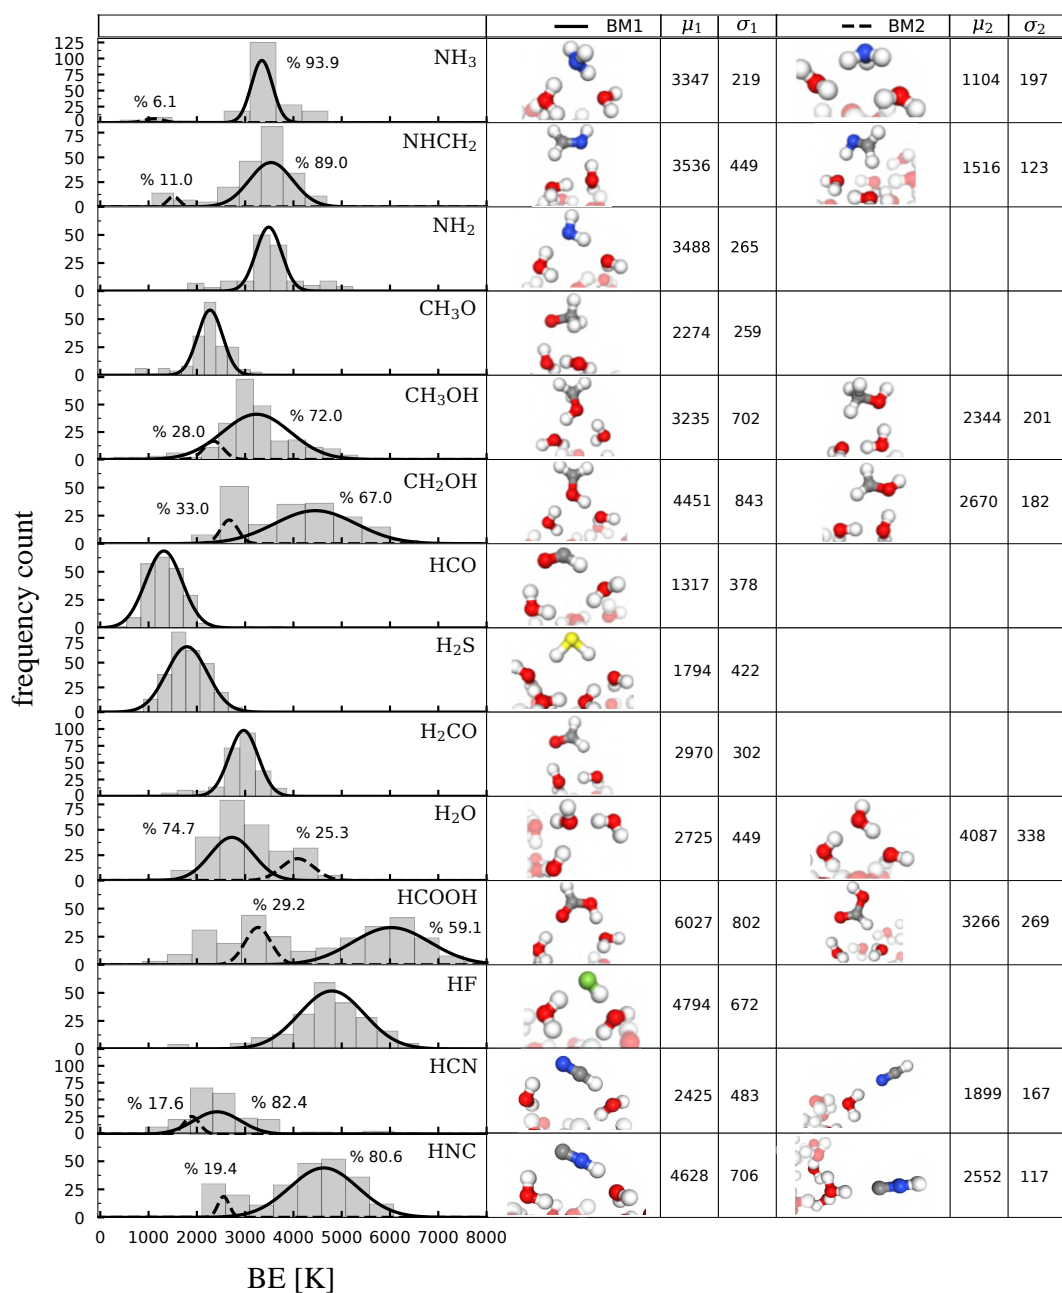 BM1 μ₁ σ₁ BM2 μ₂ σ₂
125
100
75
50
25
0
% 6.1
% 93.9
NH₃
3347 219 1104 197
75
50
25
0
% 11.0
% 89.0
NHCH₂
3536 449 1516 123
50
25
0
NH₂
3488 265
50
25
0
CH₃O
2274 259
50
25
0
% 28.0
% 72.0
CH₃OH
3235 702 2344 201
50
25
0
% 33.0
% 67.0
CH₂OH
4451 843 2670 182
50
25
0
HCO
1317 378
75
50
25
0
H₂S
1794 422
100
75
50
25
0
H₂CO
2970 302
75
50
25
0
% 74.7
% 25.3
H₂O
2725 449 4087 338
50
25
0
% 29.2
% 59.1
HCOOH
6027 802 3266 269
50
25
0
HF
4794 672
75
50
25
0
% 17.6
% 82.4
HCN
2425 483 1899 167
50
25
0
% 19.4
% 80.6
HNC
4628 706 2552 117
0 1000 2000 3000 4000 5000 6000 7000 8000
BE [K]
frequency count